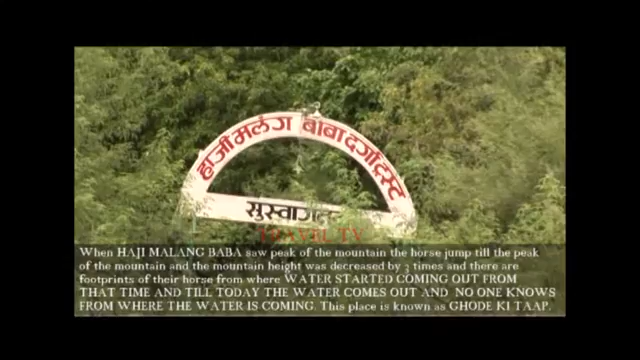 हाजीमलंग बाबा दर्गा ट्रस्ट
सुस्वागतम
TRAVEL TV
When HAJI MALANG BABA saw peak of the mountain the horse jump till the peak
of the mountain and the mountain height was decreased by 3 times and there are
footprints of their horse from where WATER STARTED COMING OUT FROM
THAT TIME AND TILL TODAY THE WATER COMES OUT AND NO ONE KNOWS
FROM WHERE THE WATER IS COMING. This place is known as GHODE KI TAAP.